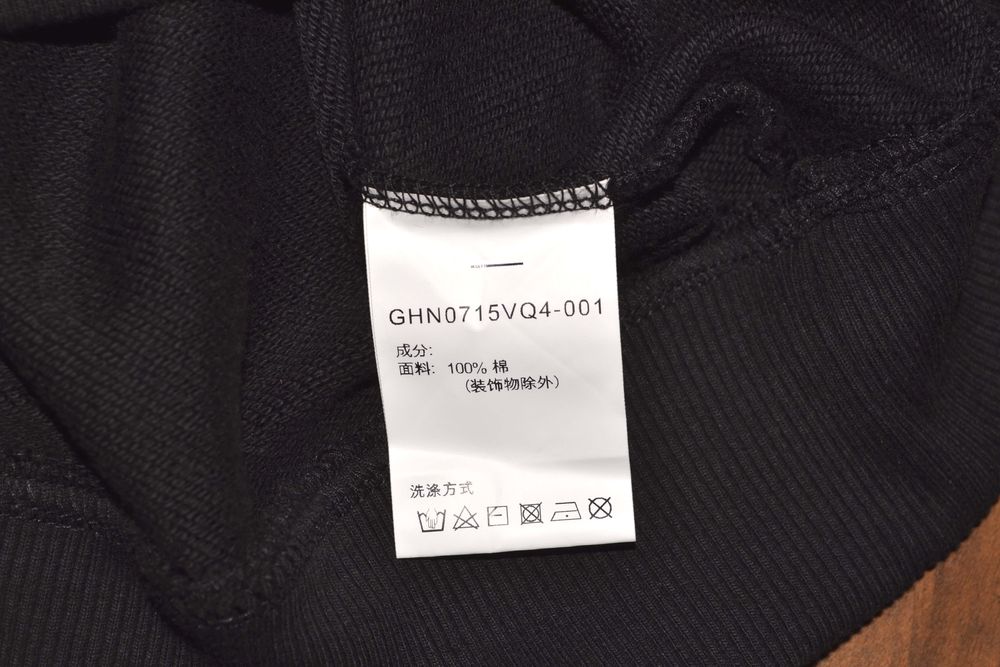 GHN0715VQ4-001
成分:
面料: 100% 棉
(装饰物除外)
洗涤方式